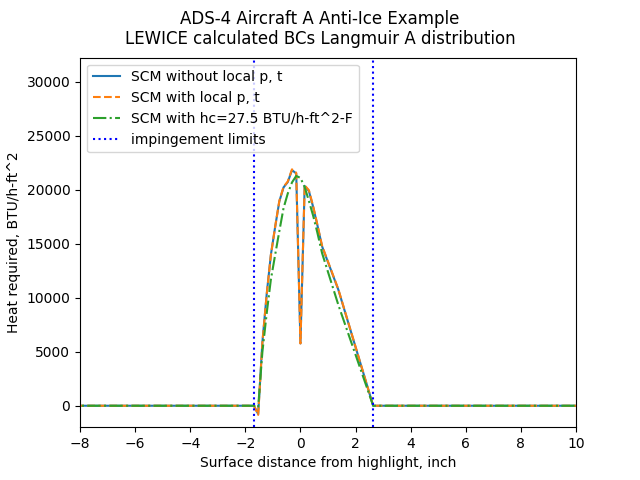 ADS-4 Aircraft A Anti-Ice Example
LEWICE calculated BCs Langmuir A distribution
SCM without local p, t
SCM with local p, t
SCM with hc=27.5 BTU/h-ft^2-F
impingement limits
Heat required, BTU/h-ft^2
30000
25000
20000
15000
10000
5000
0
−8
−6
−4
−2
0
2
4
6
8
10
Surface distance from highlight, inch